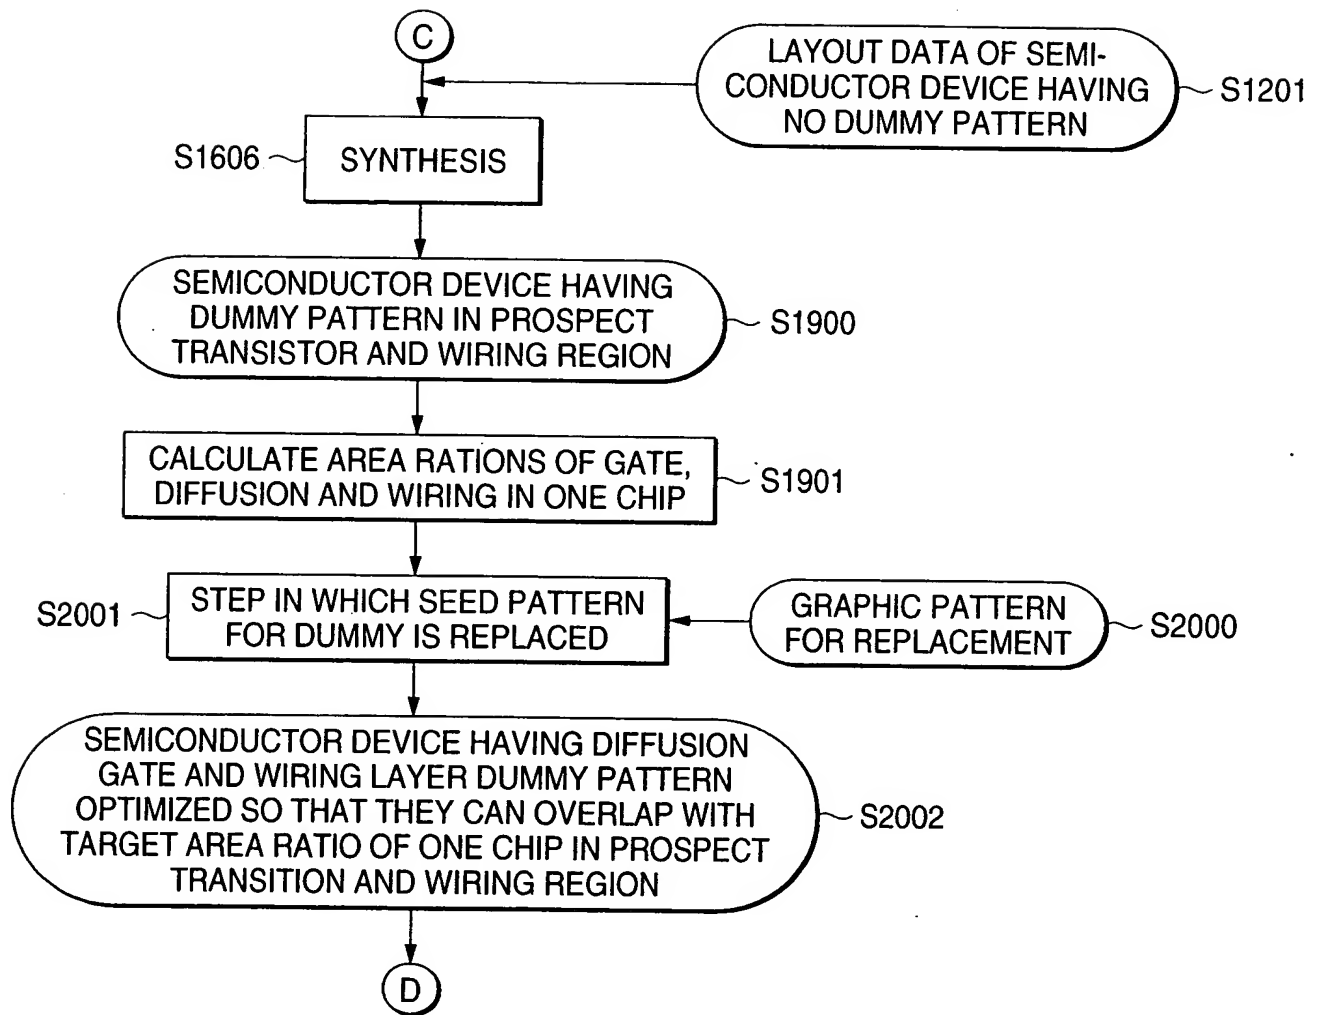 C
LAYOUT DATA OF SEMI-
CONDUCTOR DEVICE HAVING
NO DUMMY PATTERN
S1201
S1606
SYNTHESIS
SEMICONDUCTOR DEVICE HAVING
DUMMY PATTERN IN PROSPECT
TRANSISTOR AND WIRING REGION
S1900
CALCULATE AREA RATIONS OF GATE,
DIFFUSION AND WIRING IN ONE CHIP
S1901
S2001
STEP IN WHICH SEED PATTERN
FOR DUMMY IS REPLACED
GRAPHIC PATTERN
FOR REPLACEMENT
S2000
SEMICONDUCTOR DEVICE HAVING DIFFUSION
GATE AND WIRING LAYER DUMMY PATTERN
OPTIMIZED SO THAT THEY CAN OVERLAP WITH
TARGET AREA RATIO OF ONE CHIP IN PROSPECT
TRANSITION AND WIRING REGION
S2002
D